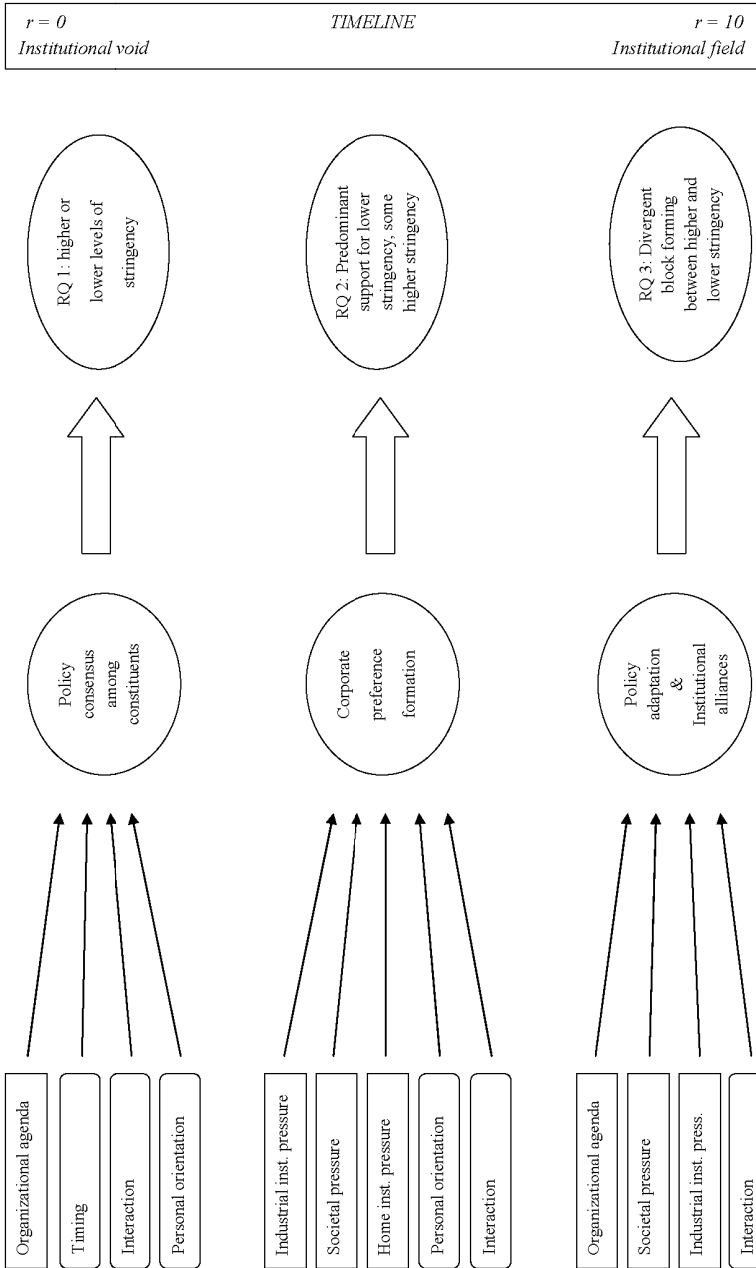 r = 0
TIMELINE
r = 10
Institutional void
Institutional field
RQ 1: higher or
lower levels of
stringency
RQ 2: Predominant
support for lower
stringency, some
higher stringency
RQ 3: Divergent
block forming
between higher and
lower stringency
Policy
consensus
among
constituents
Corporate
preference
formation
Policy
adaptation
&
Institutional
alliances
Organizational agenda
Timing
Interaction
Personal orientation
Industrial inst. pressure
Societal pressure
Home inst. pressure
Personal orientation
Interaction
Organizational agenda
Societal pressure
Industrial inst. press.
Interaction